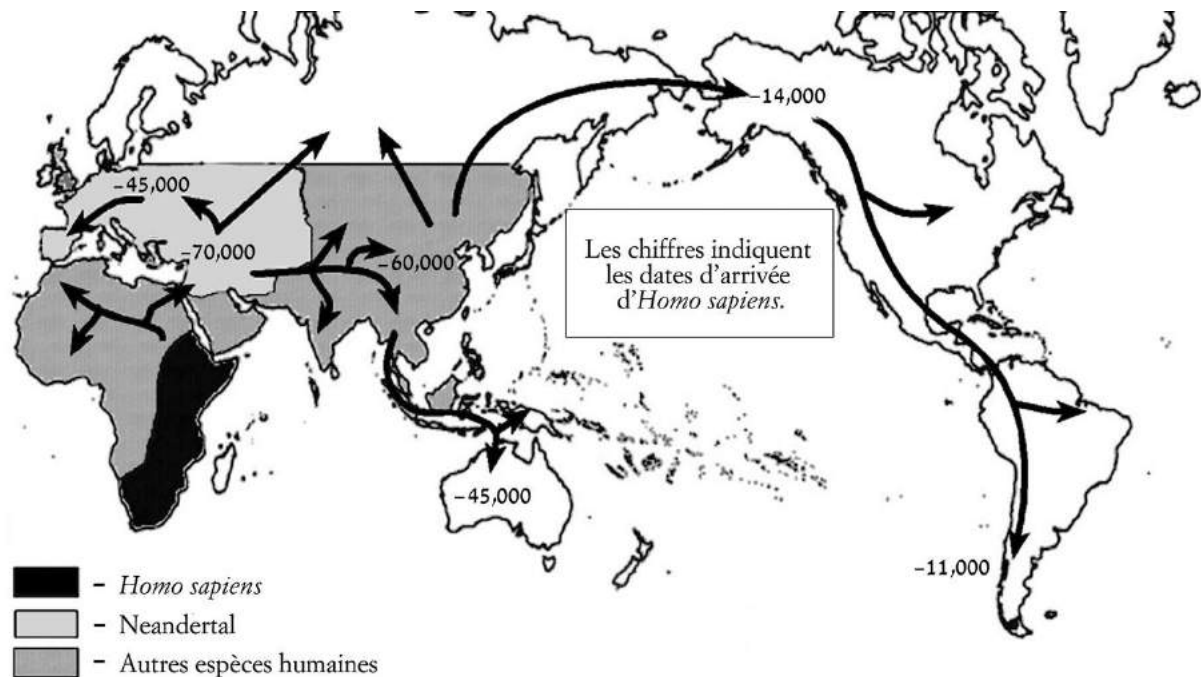 −14,000
−45,000
−70,000
−60,000
Les chiffres indiquent
les dates d’arrivée
d’Homo sapiens.
−45,000
−11,000
– Homo sapiens
– Neandertal
– Autres espèces humaines